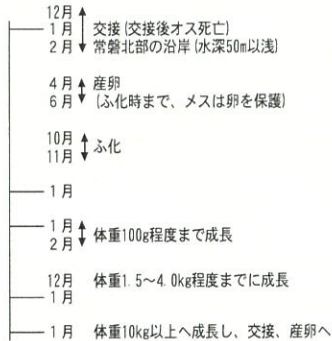 12月
1月 交接(交接後オス死亡)
2月 常磐北部の沿岸(水深50m以浅)
4月 産卵
6月 (ふ化時まで、メスは卵を保護)
10月
11月 ふ化
1月
1月
2月 体重100g程度まで成長
12月 体重1.5～4.0kg程度までに成長
1月
1月 体重10kg以上へ成長し、交接、産卵へ